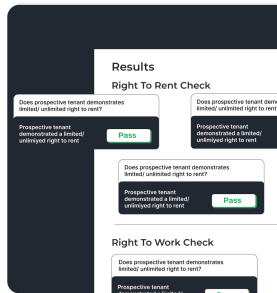 Results
Right To Rent Check
Does prospective tenant demonstrates
limited/ unlimited right to rent?
Prospective tenant
demonstrated a limited/
unlimiyed right to rent
Pass
Does prospective tenant
limited/ unlimited right to rent
Prospective tenant
demonstrated a limited/
unlimiyed right to rent
Does prospective tenant demonstrates
limited/ unlimited right to rent?
Prospective tenant
demonstrated a limited/
unlimiyed right to rent
Pass
Right To Work Check
Does prospective tenant demonstrates
limited/ unlimited right to rent?
Prospective tenant